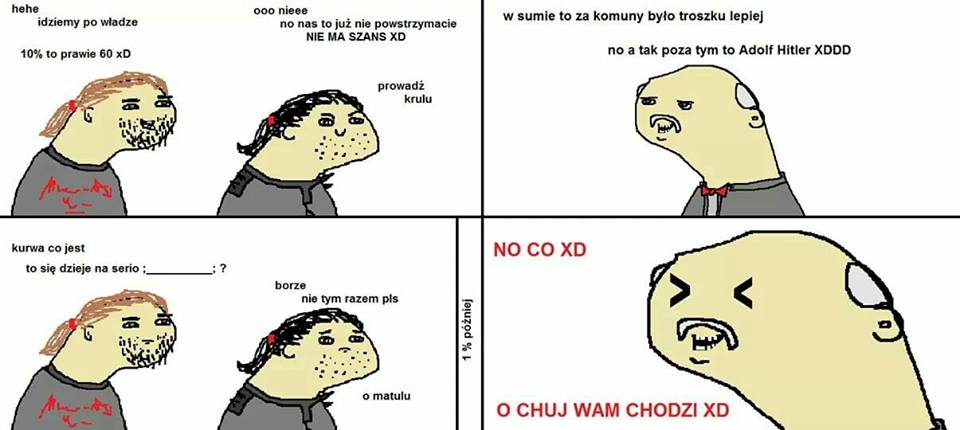 hehe
idziemy po władze
10% to prawie 60 xD
ooo nieee
no nas to już nie powstrzymacie
NIE MA SZANS XD
prowadź
krulu
w sumie to za komuny było troszku lepiej
no a tak poza tym to Adolf Hitler XDDD
kurwa co jest
to się dzieje na serio ;__________; ?
borze
nie tym razem pls
o matulu
1 % później
NO CO XD
O CHUJ WAM CHODZI XD